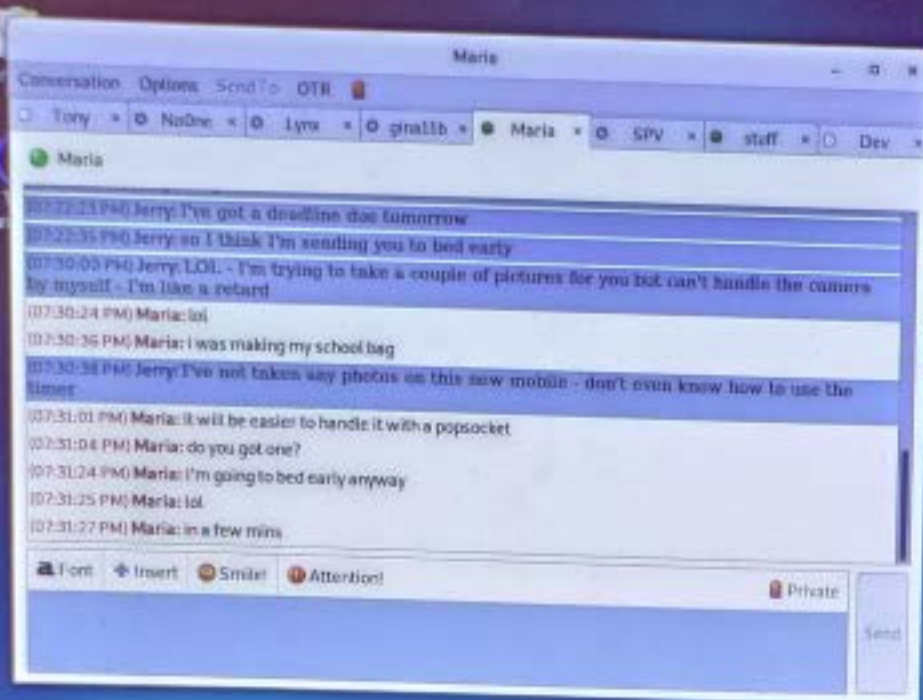 Maria
Conversation Options Send To OTR
Tony NoOne Lynx gina11b Maria SPV stuff Dev
Maria
(07:22:23 PM) Jerry: I've got a deadline due tomorrow
(07:22:35 PM) Jerry: so I think I'm sending you to bed early
(07:30:00 PM) Jerry: LOL - I'm trying to take a couple of pictures for you but can't handle the camera
by myself - I'm like a retard
(07:30:24 PM) Maria: lol
(07:30:36 PM) Maria: i was making my school bag
(07:30:38 PM) Jerry: I've not taken any photos on this new mobile - don't even know how to use the
timer
(07:31:01 PM) Maria: it will be easier to handle it with a popsocket
(07:31:04 PM) Maria: do you got one?
(07:31:24 PM) Maria: i'm going to bed early anyway
(07:31:25 PM) Maria: lol
(07:31:27 PM) Maria: in a few mins
Font Insert Smile! Attention! Private
Send